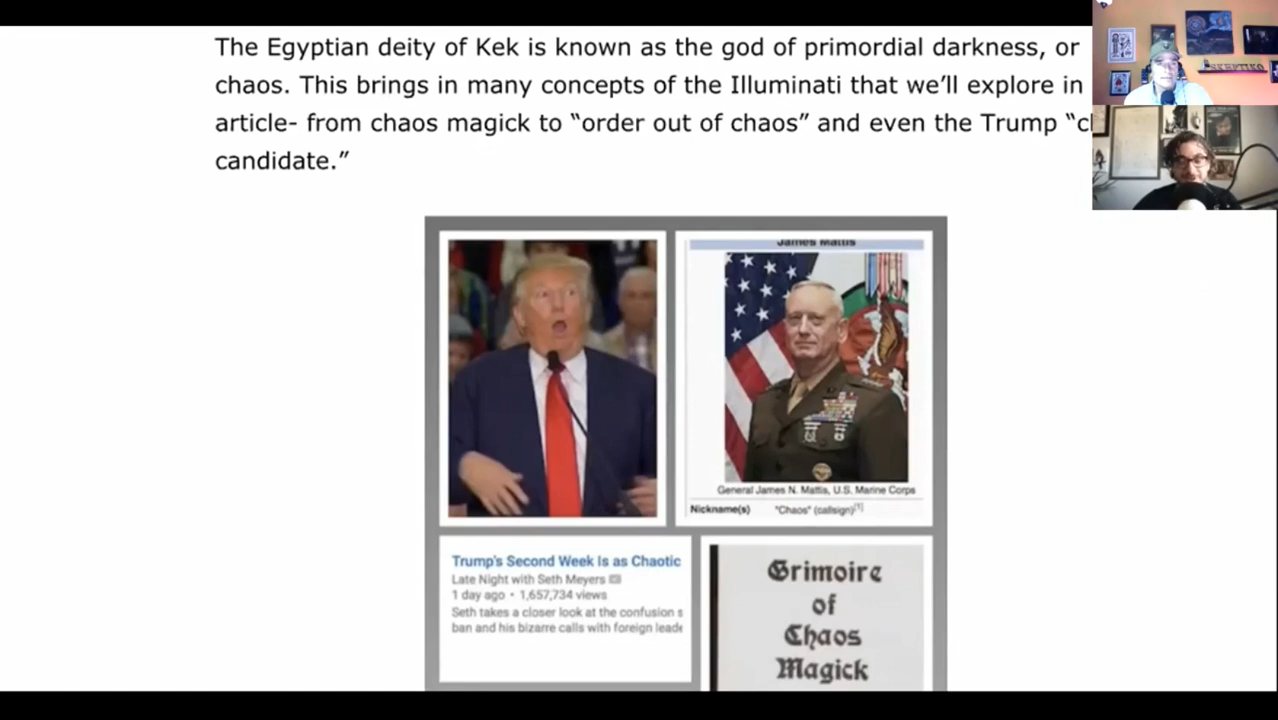 The Egyptian deity of Kek is known as the god of primordial darkness, or
chaos. This brings in many concepts of the Illuminati that we’ll explore in
article- from chaos magick to “order out of chaos” and even the Trump “cl
candidate.”
James Mattis
General James N. Mattis, U.S. Marine Corps
Nickname(s) "Chaos" (callsign)[1]
Trump's Second Week Is as Chaotic
Late Night with Seth Meyers
1 day ago • 1,657,734 views
Seth takes a closer look at the confusion s
ban and his bizarre calls with foreign leade
Grimoire
of
Chaos
Magick
SKEPTIKO